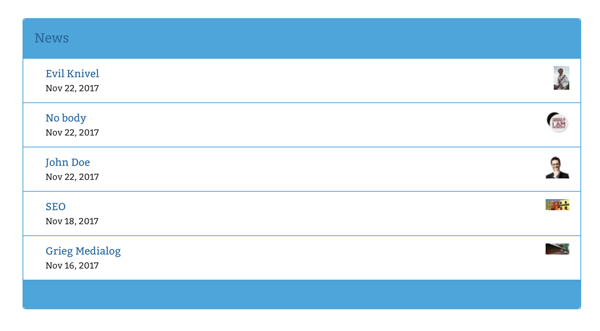 News
Evil Knivel
Nov 22, 2017
No body
Nov 22, 2017
John Doe
Nov 22, 2017
SEO
Nov 18, 2017
Grieg Medialog
Nov 16, 2017